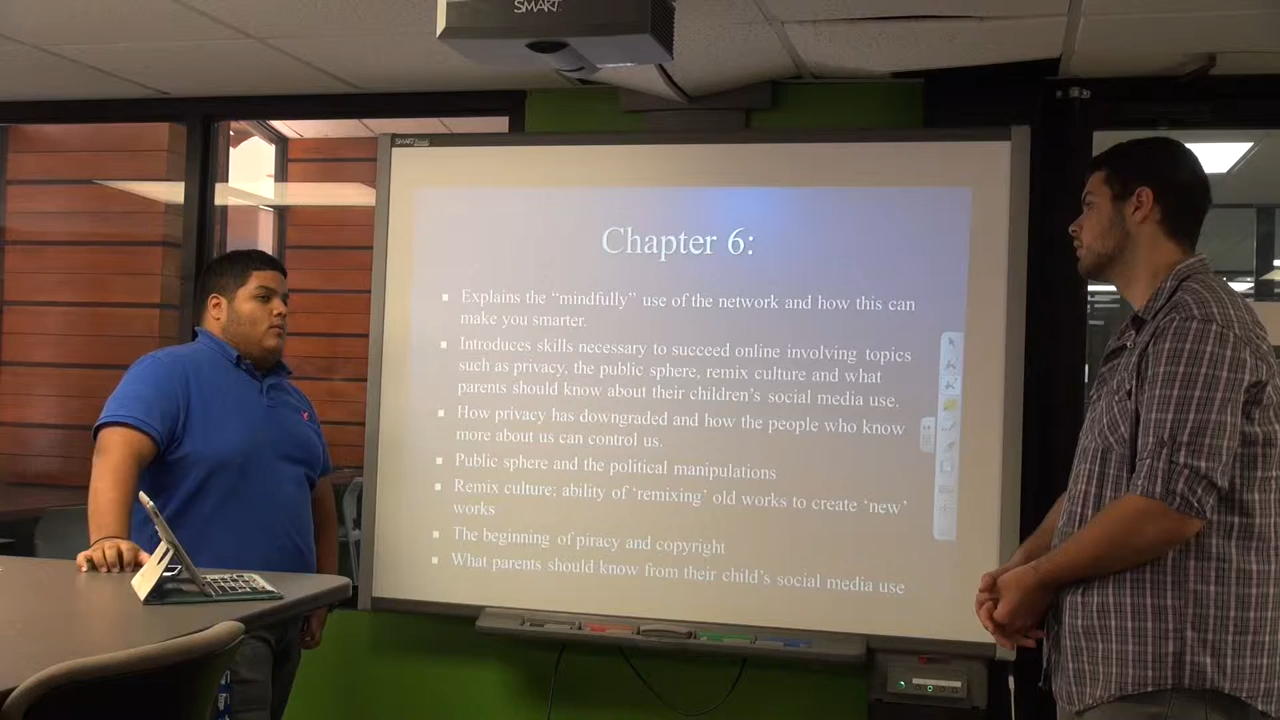 SMART
SMART
Chapter 6:
Explains the “mindfully” use of the network and how this can
make you smarter.
Introduces skills necessary to succeed online involving topics
such as privacy, the public sphere, remix culture and what
parents should know about their children’s social media use.
How privacy has downgraded and how the people who know
more about us can control us.
Public sphere and the political manipulations
Remix culture; ability of ‘remixing’ old works to create ‘new’
works
The beginning of piracy and copyright
What parents should know from their child’s social media use